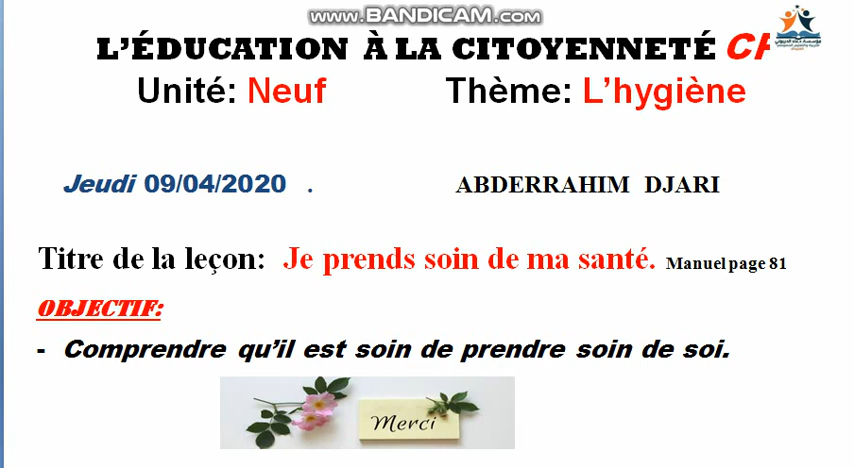 WWW.BANDICAM.COM
L'ÉDUCATION À LA CITOYENNETÉ
Unité: Neuf Thème: L'hygiène
Jeudi 09/04/2020 . ABDERRAHIM DJARI
Titre de la leçon: Je prends soin de ma santé. Manuel page 81
OBJECTIF:
- Comprendre qu'il est soin de prendre soin de soi.
Merci